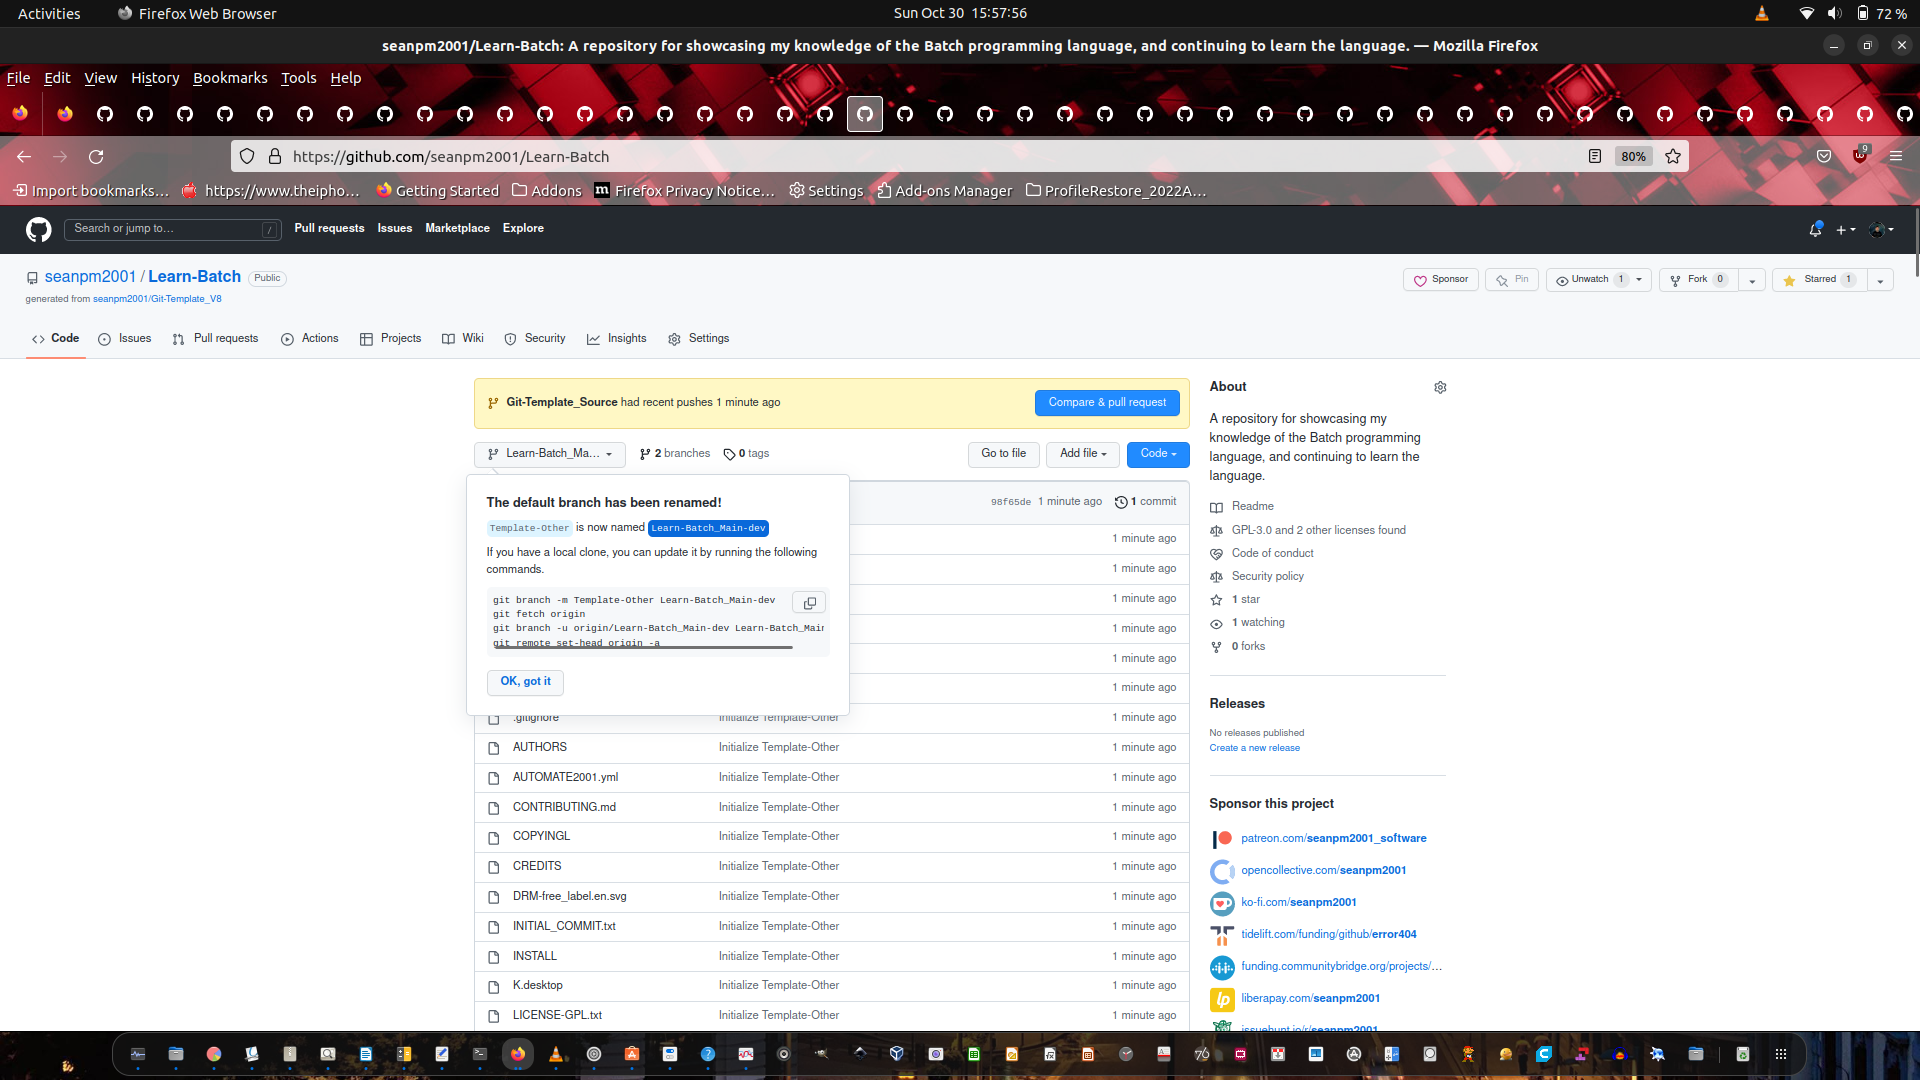 Activities
Firefox Web Browser
Sun Oct 30 15:57:56
72 %
seanpm2001/Learn-Batch: A repository for showcasing my knowledge of the Batch programming language, and continuing to learn the language. — Mozilla Firefox
File Edit View History Bookmarks Tools Help
https://github.com/seanpm2001/Learn-Batch
80%
9
Import bookmarks…
https://www.theipho…
Getting Started
Addons
Firefox Privacy Notice…
Settings
Add-ons Manager
ProfileRestore_2022A…
Search or jump to…
/
Pull requests Issues Marketplace Explore
seanpm2001 / Learn-Batch Public
generated from seanpm2001/Git-Template_V8
Sponsor
Pin
Unwatch 1
Fork 0
Starred 1
Code
Issues
Pull requests
Actions
Projects
Wiki
Security
Insights
Settings
Git-Template_Source had recent pushes 1 minute ago
Compare & pull request
Learn-Batch_Ma…
2 branches
0 tags
Go to file
Add file
Code
The default branch has been renamed!
Template-Other is now named Learn-Batch_Main-dev
If you have a local clone, you can update it by running the following
commands.
git branch -m Template-Other Learn-Batch_Main-dev
git fetch origin
git branch -u origin/Learn-Batch_Main-dev Learn-Batch_Main
git remote set-head origin -a
OK, got it
98f65de 1 minute ago 1 commit
1 minute ago
1 minute ago
1 minute ago
1 minute ago
1 minute ago
1 minute ago
.gitignore Initialize Template-Other 1 minute ago
AUTHORS Initialize Template-Other 1 minute ago
AUTOMATE2001.yml Initialize Template-Other 1 minute ago
CONTRIBUTING.md Initialize Template-Other 1 minute ago
COPYINGL Initialize Template-Other 1 minute ago
CREDITS Initialize Template-Other 1 minute ago
DRM-free_label.en.svg Initialize Template-Other 1 minute ago
INITIAL_COMMIT.txt Initialize Template-Other 1 minute ago
INSTALL Initialize Template-Other 1 minute ago
K.desktop Initialize Template-Other 1 minute ago
LICENSE-GPL.txt Initialize Template-Other 1 minute ago
About
A repository for showcasing my
knowledge of the Batch programming
language, and continuing to learn the
language.
Readme
GPL-3.0 and 2 other licenses found
Code of conduct
Security policy
1 star
1 watching
0 forks
Releases
No releases published
Create a new release
Sponsor this project
patreon.com/seanpm2001_software
opencollective.com/seanpm2001
ko-fi.com/seanpm2001
tidelift.com/funding/github/error404
funding.communitybridge.org/projects/…
liberapay.com/seanpm2001
issuehunt.io/r/seanpm2001